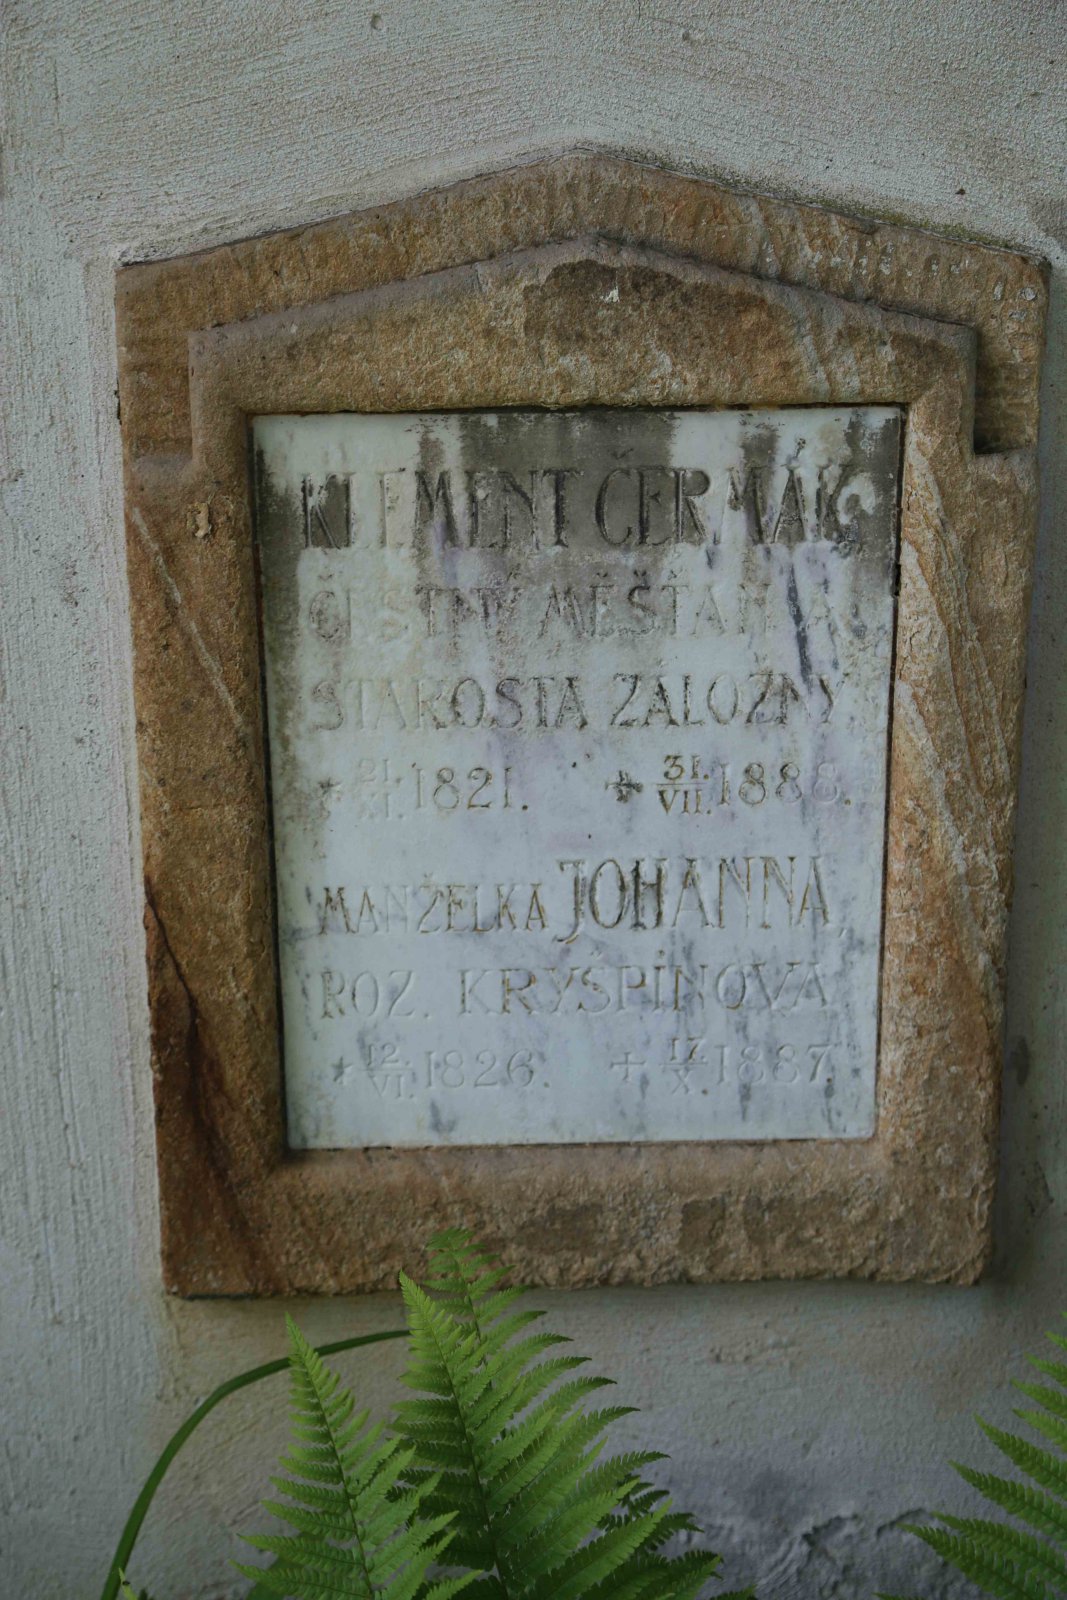 KLEMENT ČERMÁK
ČESTNÝ MĚŠŤAN A
STAROSTA ZÁLOŽNY
* 21./XI. 1821. + 31./VII. 1888.
MANŽELKA JOHANNA,
ROZ. KRYŠPÍNOVA
* 12./VI. 1826. + 17./X. 1887.